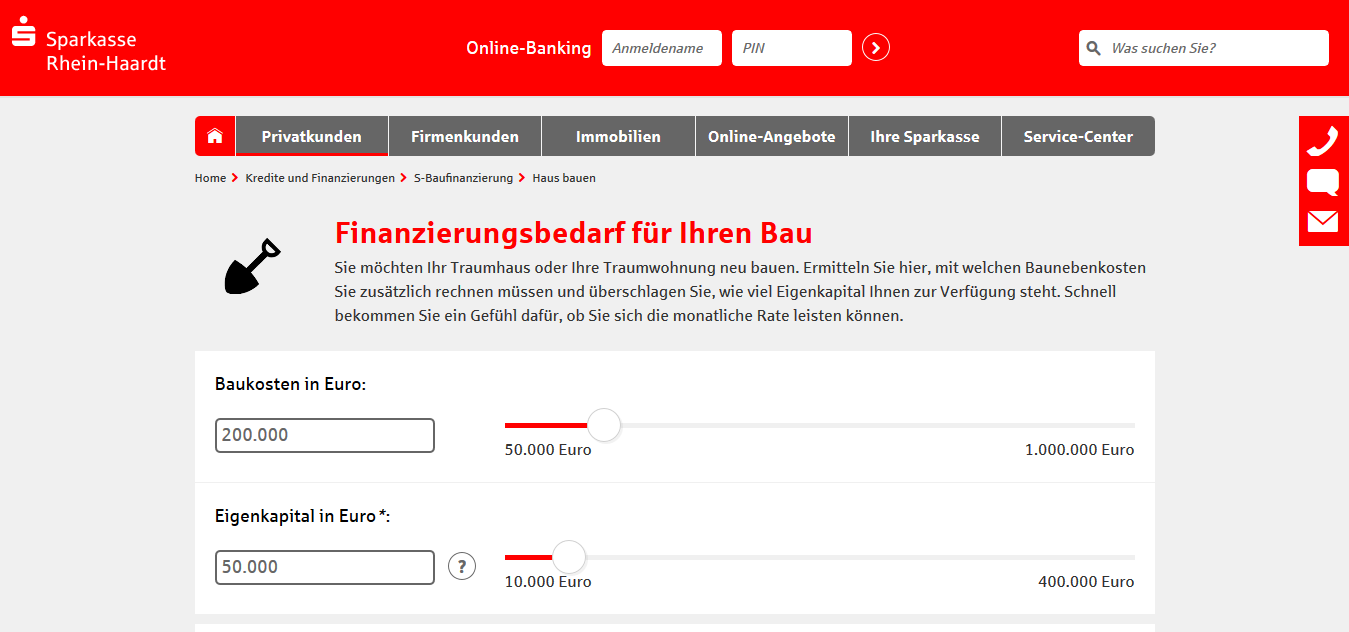 Sparkasse
Rhein-Haardt
Online-Banking Anmeldename PIN Was suchen Sie?
Privatkunden Firmenkunden Immobilien Online-Angebote Ihre Sparkasse Service-Center
Home Kredite und Finanzierungen S-Baufinanzierung Haus bauen
Finanzierungsbedarf für Ihren Bau
Sie möchten Ihr Traumhaus oder Ihre Traumwohnung neu bauen. Ermitteln Sie hier, mit welchen Baunebenkosten
Sie zusätzlich rechnen müssen und überschlagen Sie, wie viel Eigenkapital Ihnen zur Verfügung steht. Schnell
bekommen Sie ein Gefühl dafür, ob Sie sich die monatliche Rate leisten können.
Baukosten in Euro:
200.000
50.000 Euro 1.000.000 Euro
Eigenkapital in Euro*:
50.000 ?
10.000 Euro 400.000 Euro